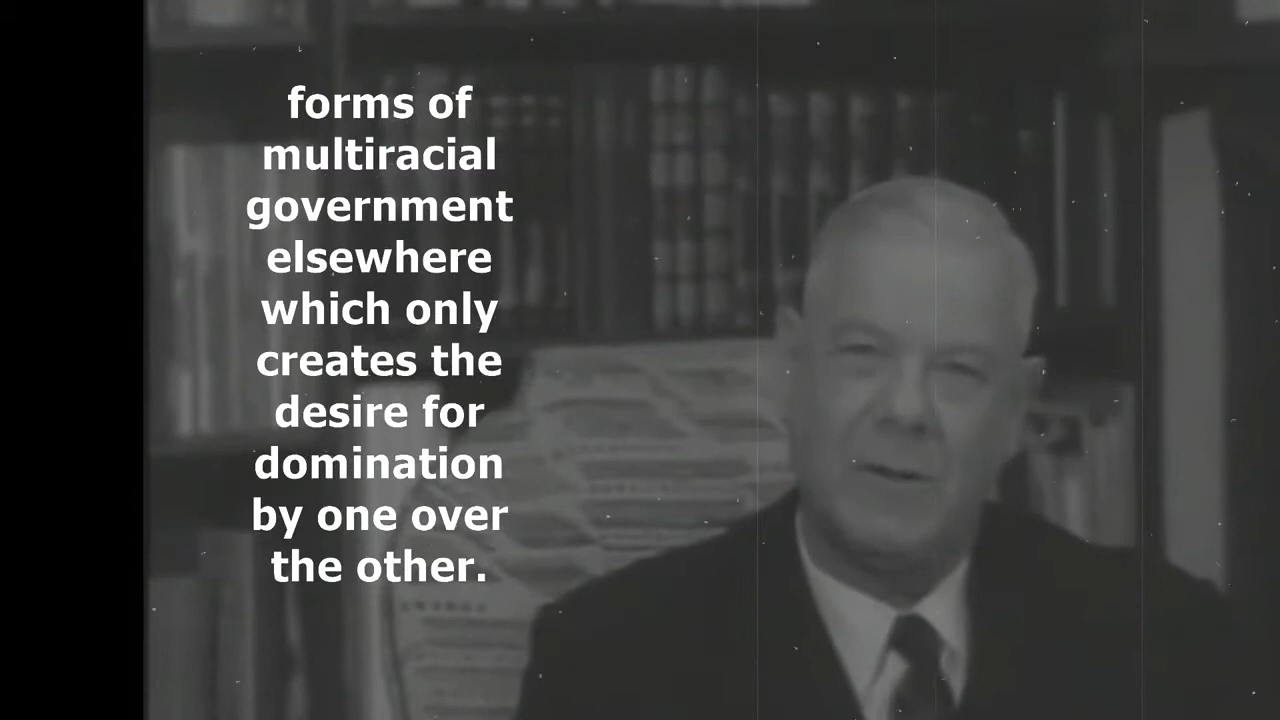 forms of
multiracial
government
elsewhere
which only
creates the
desire for
domination
by one over
the other.